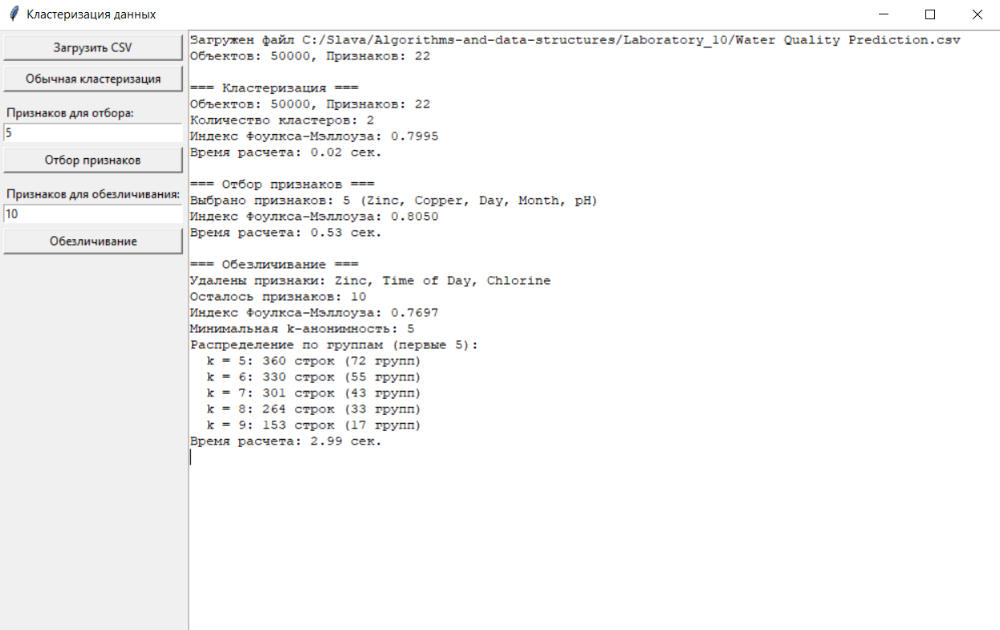 Кластеризация данных
Загрузить CSV
Обычная кластеризация
Признаков для отбора:
5
Отбор признаков
Признаков для обезличивания:
10
Обезличивание
Загружен файл C:/Slava/Algorithms-and-data-structures/Laboratory_10/Water Quality Prediction.csv
Объектов: 50000, Признаков: 22
=== Кластеризация ===
Объектов: 50000, Признаков: 22
Количество кластеров: 2
Индекс Фоулкса-Мэллоуза: 0.7995
Время расчета: 0.02 сек.
=== Отбор признаков ===
Выбрано признаков: 5 (Zinc, Copper, Day, Month, pH)
Индекс Фоулкса-Мэллоуза: 0.8050
Время расчета: 0.53 сек.
=== Обезличивание ===
Удалены признаки: Zinc, Time of Day, Chlorine
Осталось признаков: 10
Индекс Фоулкса-Мэллоуза: 0.7697
Минимальная k-анонимность: 5
Распределение по группам (первые 5):
k = 5: 360 строк (72 групп)
k = 6: 330 строк (55 групп)
k = 7: 301 строк (43 групп)
k = 8: 264 строк (33 групп)
k = 9: 153 строк (17 групп)
Время расчета: 2.99 сек.